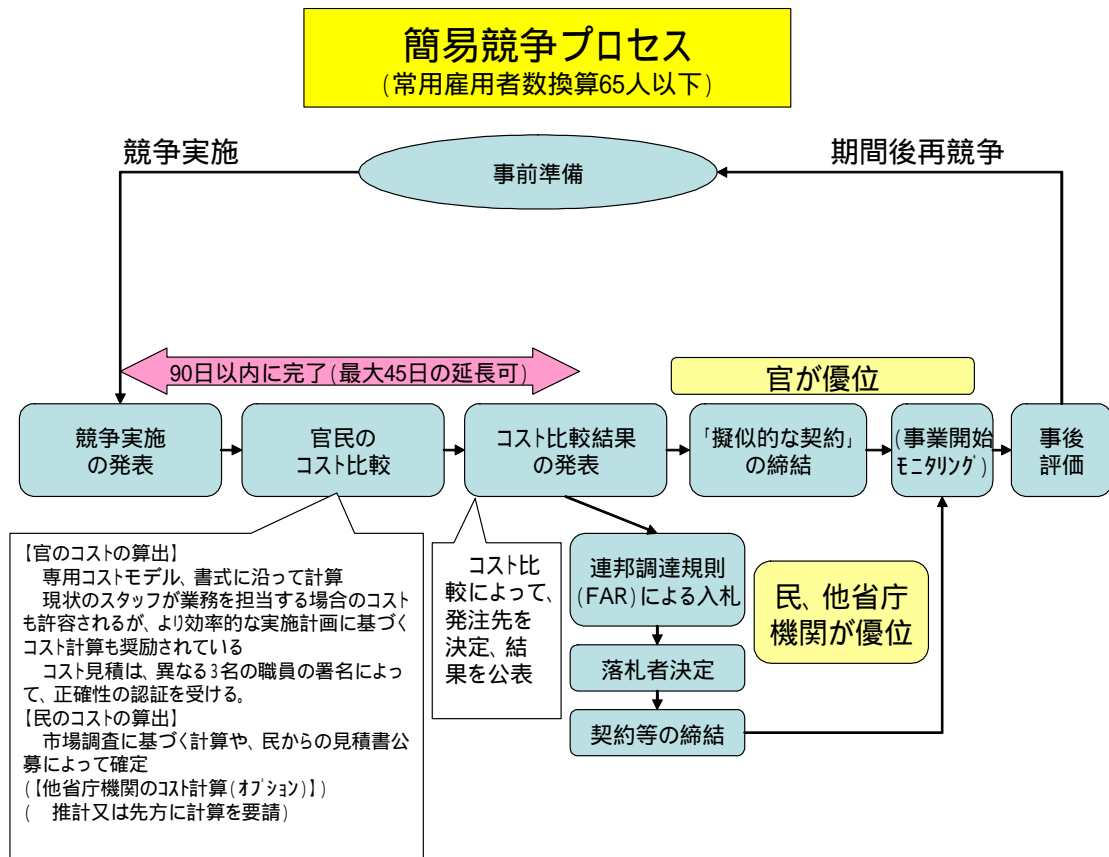 簡易競争プロセス
(常用雇用者数換算65人以下)
競争実施
事前準備
期間後再競争
90日以内に完了(最大45日の延長可)
官が優位
競争実施
の発表
官民の
コスト比較
コスト比較結果
の発表
「擬似的な契約」
の締結
(事業開始
ﾓﾆﾀﾘﾝｸﾞ)
事後
評価
【官のコストの算出】
専用コストモデル、書式に沿って計算
現状のスタッフが業務を担当する場合のコスト
も許容されるが、より効率的な実施計画に基づく
コスト計算も奨励されている
コスト見積は、異なる3名の職員の署名によっ
て、正確性の認証を受ける。
【民のコストの算出】
市場調査に基づく計算や、民からの見積書公
募によって確定
(【他省庁機関のコスト計算(ｵﾌﾟｼｮﾝ)】)
( 推計又は先方に計算を要請)
コスト比
較によって、
発注先を
決定、結
果を公表
連邦調達規則
(FAR)による入札
落札者決定
契約等の締結
民、他省庁
機関が優位